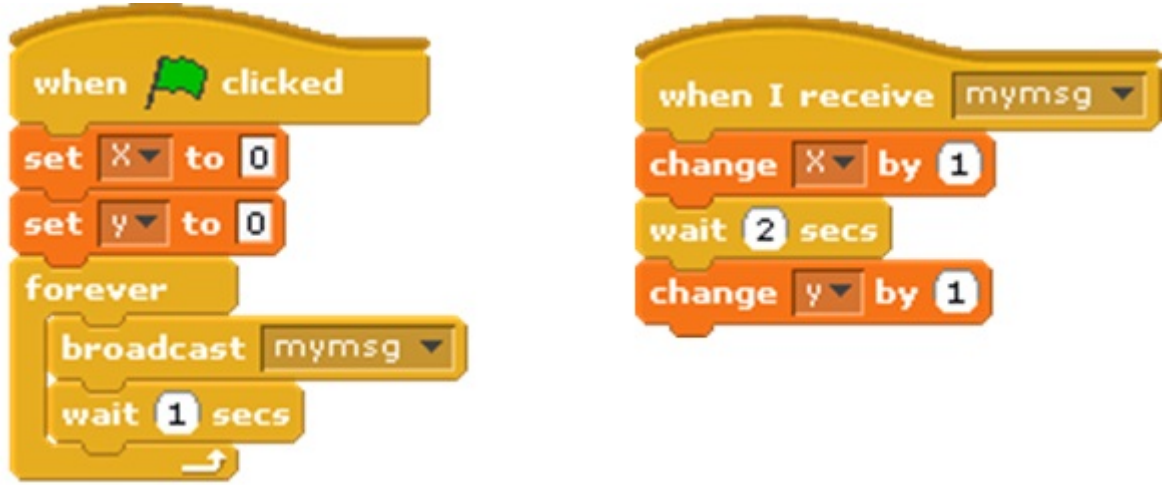 when clicked
set X to 0
set y to 0
forever
broadcast mymsg
wait 1 secs
when I receive mymsg
change X by 1
wait 2 secs
change y by 1